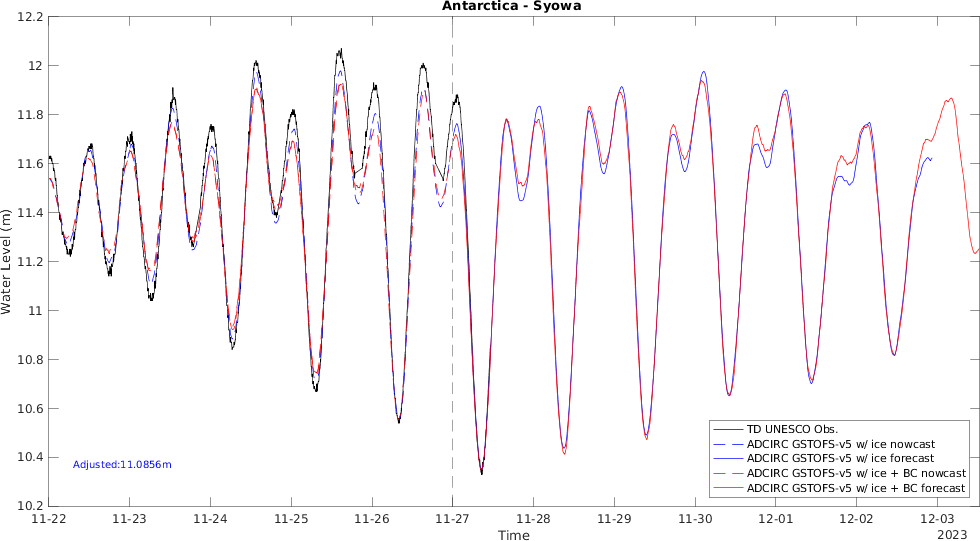 Antarctica - Syowa
12.2
12
11.8
11.6
11.4
11.2
11
10.8
10.6
10.4
10.2
Water Level (m)
Adjusted:11.0856m
TD UNESCO Obs.
ADCIRC GSTOFS-v5 w/ ice nowcast
ADCIRC GSTOFS-v5 w/ ice forecast
ADCIRC GSTOFS-v5 w/ ice + BC nowcast
ADCIRC GSTOFS-v5 w/ ice + BC forecast
11-22 11-23 11-24 11-25 11-26 11-27 11-28 11-29 11-30 12-01 12-02 12-03
Time
2023